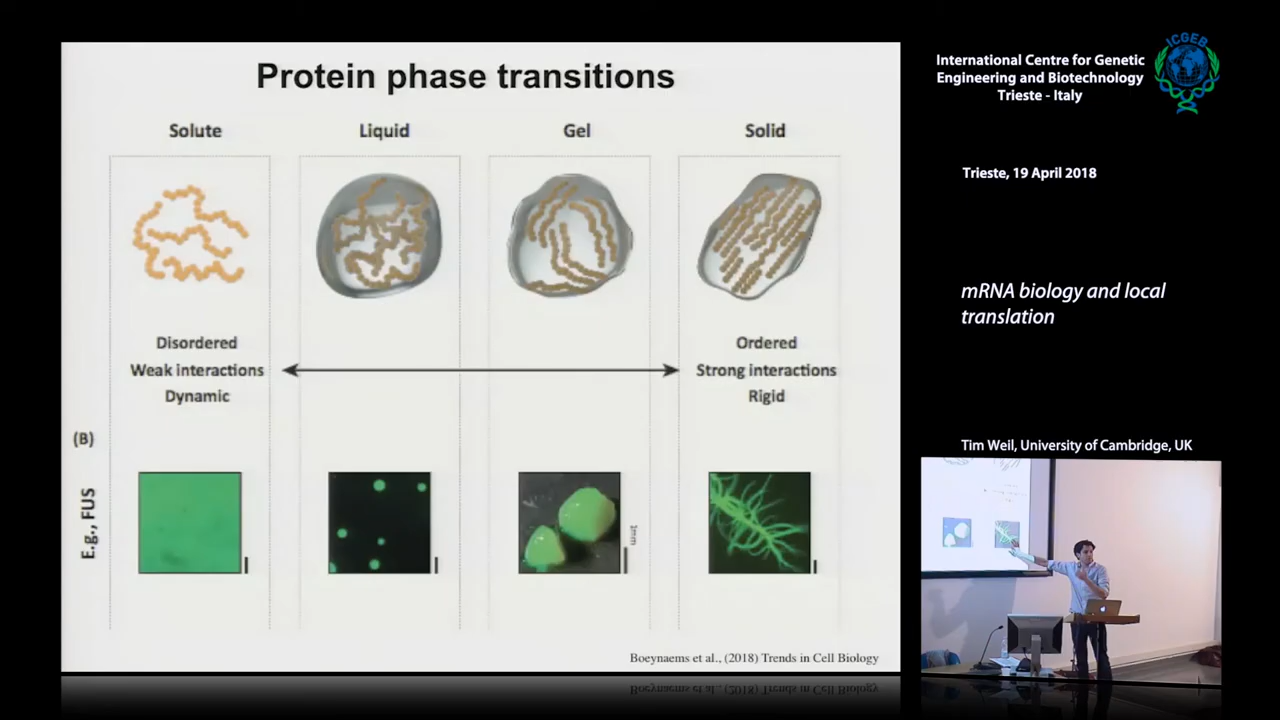 Protein phase transitions
Solute
Liquid
Gel
Solid
Disordered
Weak interactions
Dynamic
Ordered
Strong interactions
Rigid
(B)
E.g., FUS
1mm
Boeynaems et al., (2018) Trends in Cell Biology
ICGEB
International Centre for Genetic
Engineering and Biotechnology
Trieste - Italy
Trieste, 19 April 2018
mRNA biology and local
translation
Tim Weil, University of Cambridge, UK